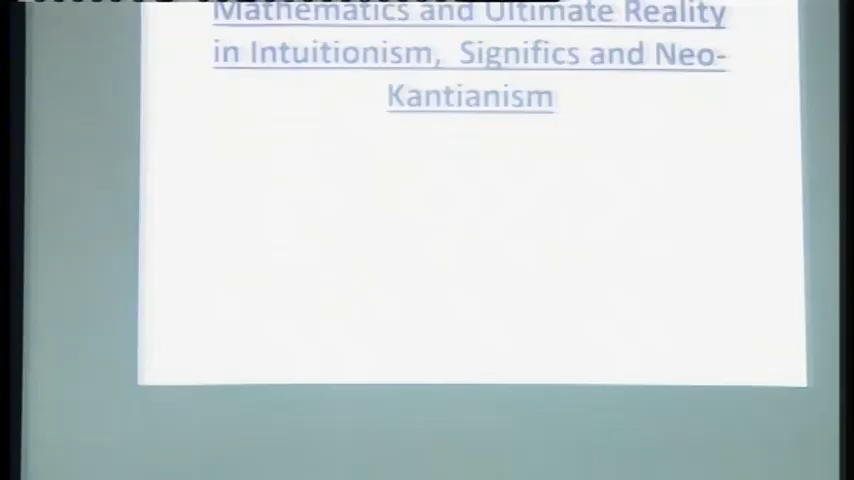 Mathematics and Ultimate Reality
in Intuitionism, Significs and Neo-
Kantianism